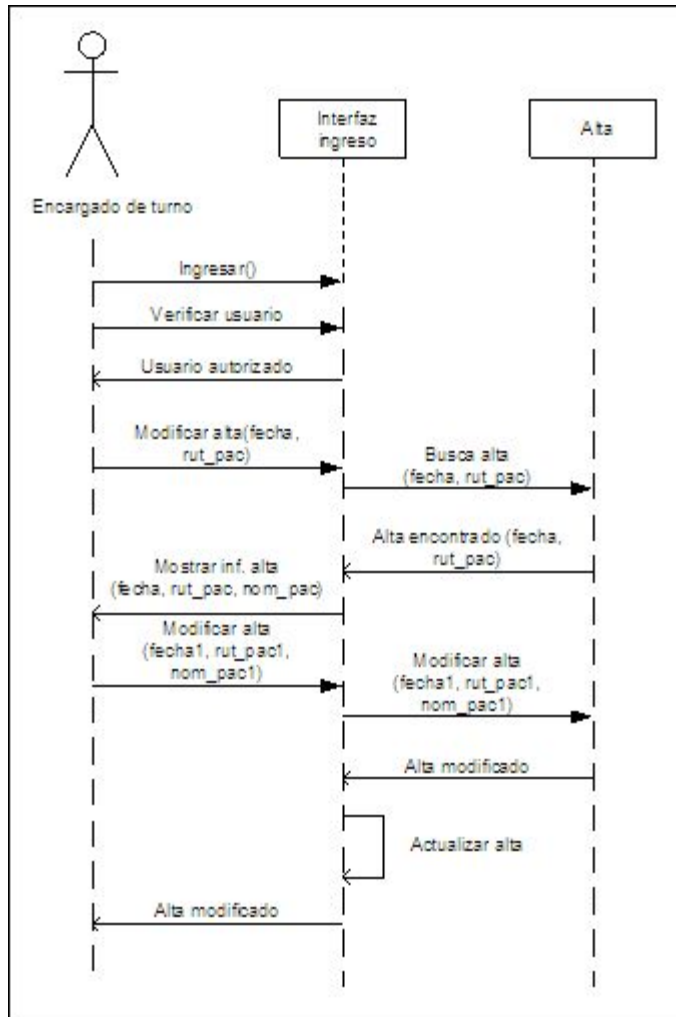 Interfaz
ingreso
Alta
Encargado de turno
Ingresar()
Verificar usuario
Usuario autorizado
Modificar alta(fecha,
rut_pac)
Busca alta
(fecha, rut_pac)
Alta encontrado (fecha,
rut_pac)
Mostrar inf. alta
(fecha, rut_pac, nom_pac)
Modificar alta
(fecha1, rut_pac1,
nom_pac1)
Modificar alta
(fecha1, rut_pac1,
nom_pac1)
Alta modificado
Actualizar alta
Alta modificado